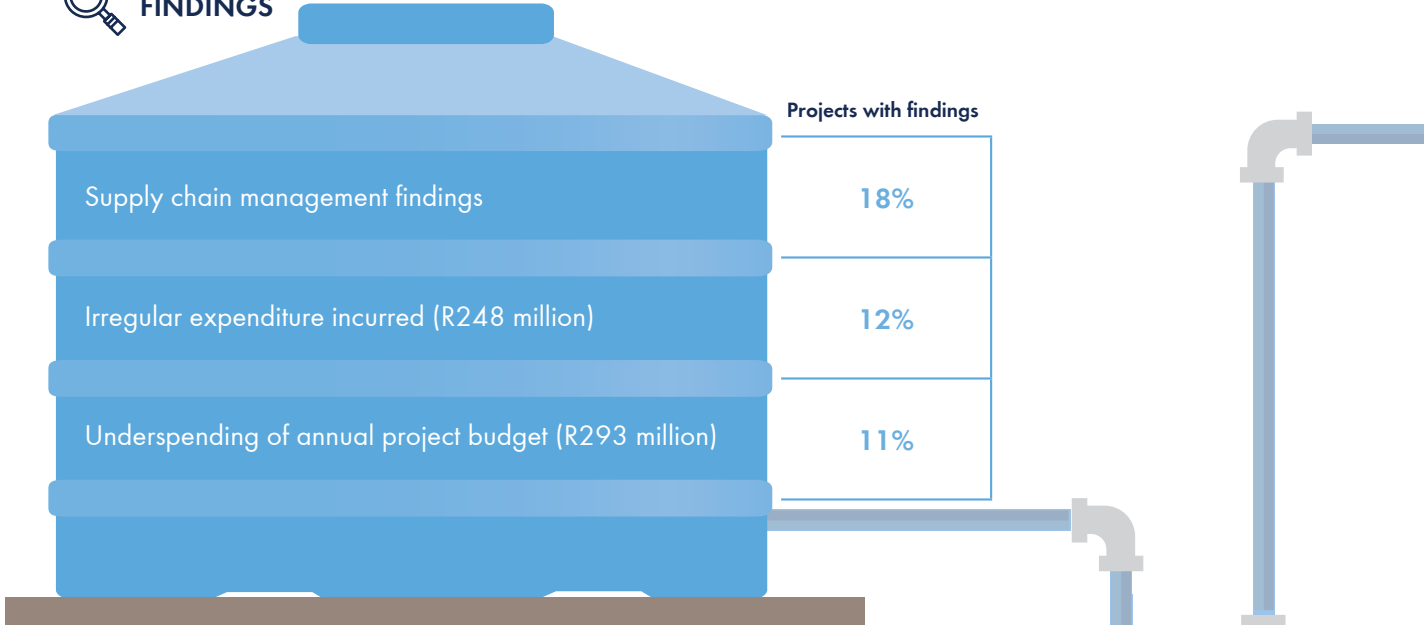 FINDINGS
Projects with findings
Supply chain management findings
18%
Irregular expenditure incurred (R248 million)
12%
Underspending of annual project budget (R293 million)
11%